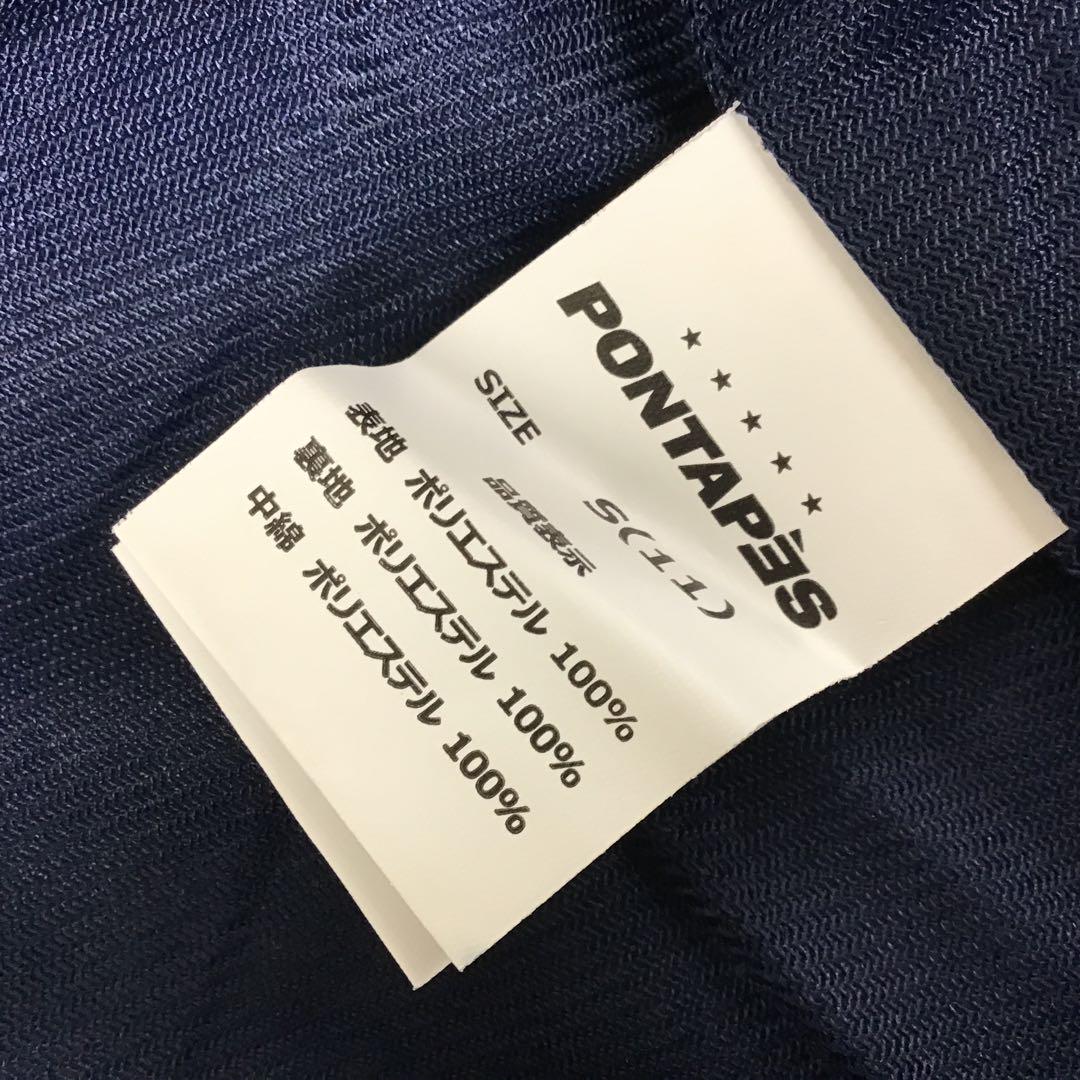 PONTAPÈS
SIZE S(11)
品質表示
表地 ポリエステル 100%
裏地 ポリエステル 100%
中綿 ポリエステル 100%